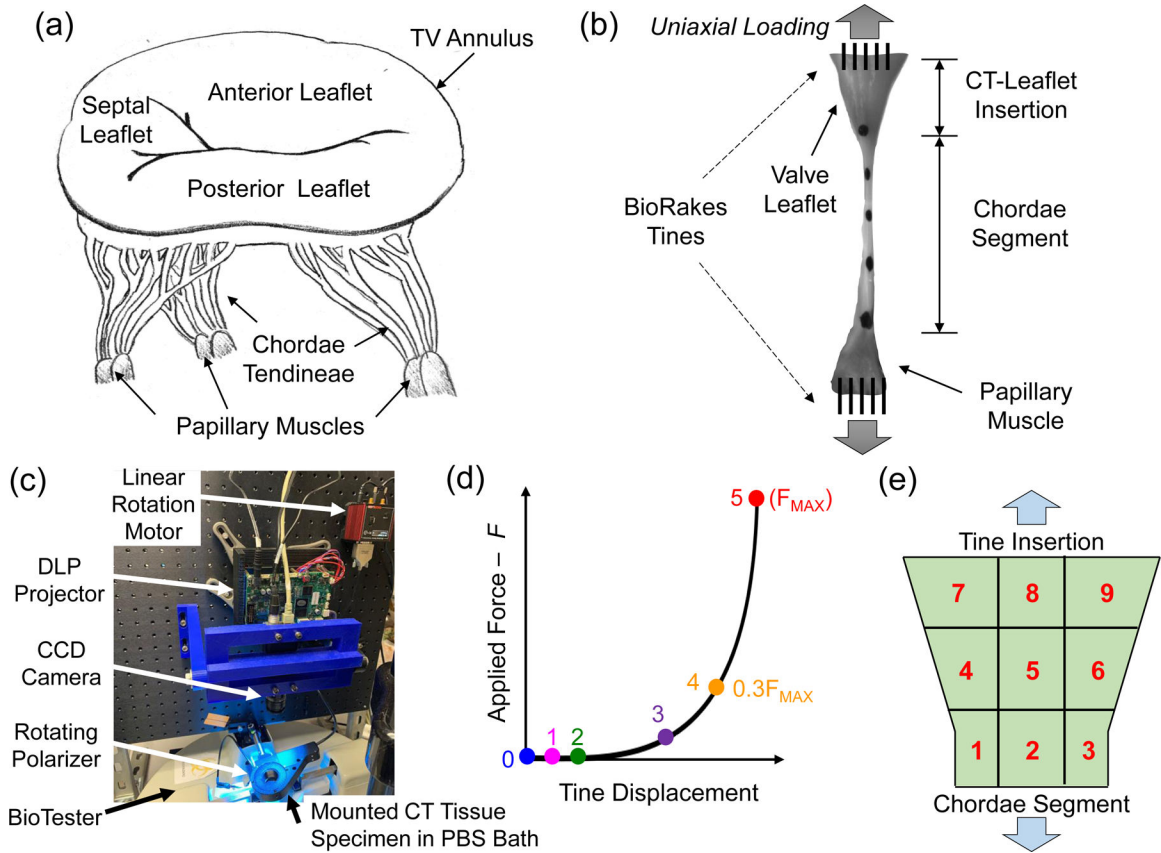 (a)
TV Annulus
Anterior Leaflet
Septal
Leaflet
Posterior Leaflet
Chordae
Tendineae
Papillary Muscles
(b)
Uniaxial Loading
CT-Leaflet
Insertion
Valve
Leaflet
BioRakes
Tines
Chordae
Segment
Papillary
Muscle
(c)
Linear
Rotation
Motor
DLP
Projector
CCD
Camera
Rotating
Polarizer
BioTester
Mounted CT Tissue
Specimen in PBS Bath
(d)
Applied Force – F
5 (FMAX)
4 0.3FMAX
3
0 1 2
Tine Displacement
(e)
Tine Insertion
7 8 9
4 5 6
1 2 3
Chordae Segment